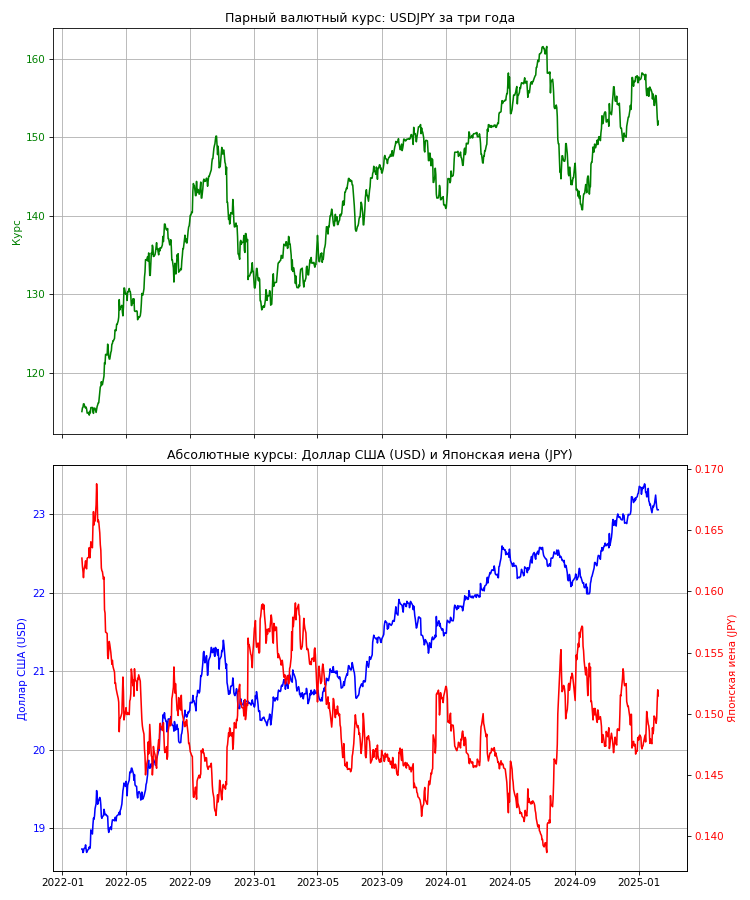 Парный валютный курс: USDJPY за три года
160
150
140
130
120
Курс
Абсолютные курсы: Доллар США (USD) и Японская иена (JPY)
23
22
21
20
19
Доллар США (USD)
0.170
0.165
0.160
0.155
0.150
0.145
0.140
Японская иена (JPY)
2022-01 2022-05 2022-09 2023-01 2023-05 2023-09 2024-01 2024-05 2024-09 2025-01